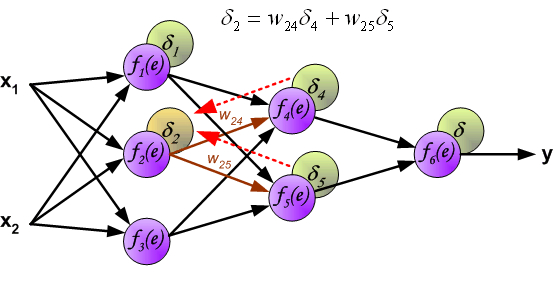 δ₂ = w₂₄δ₄ + w₂₅δ₅
δ₁
f₁(e)
x₁
δ₄
f₄(e)
w₂₄
δ₂
f₂(e)
δ
f₆(e)
y
w₂₅
δ₅
f₅(e)
x₂
f₃(e)